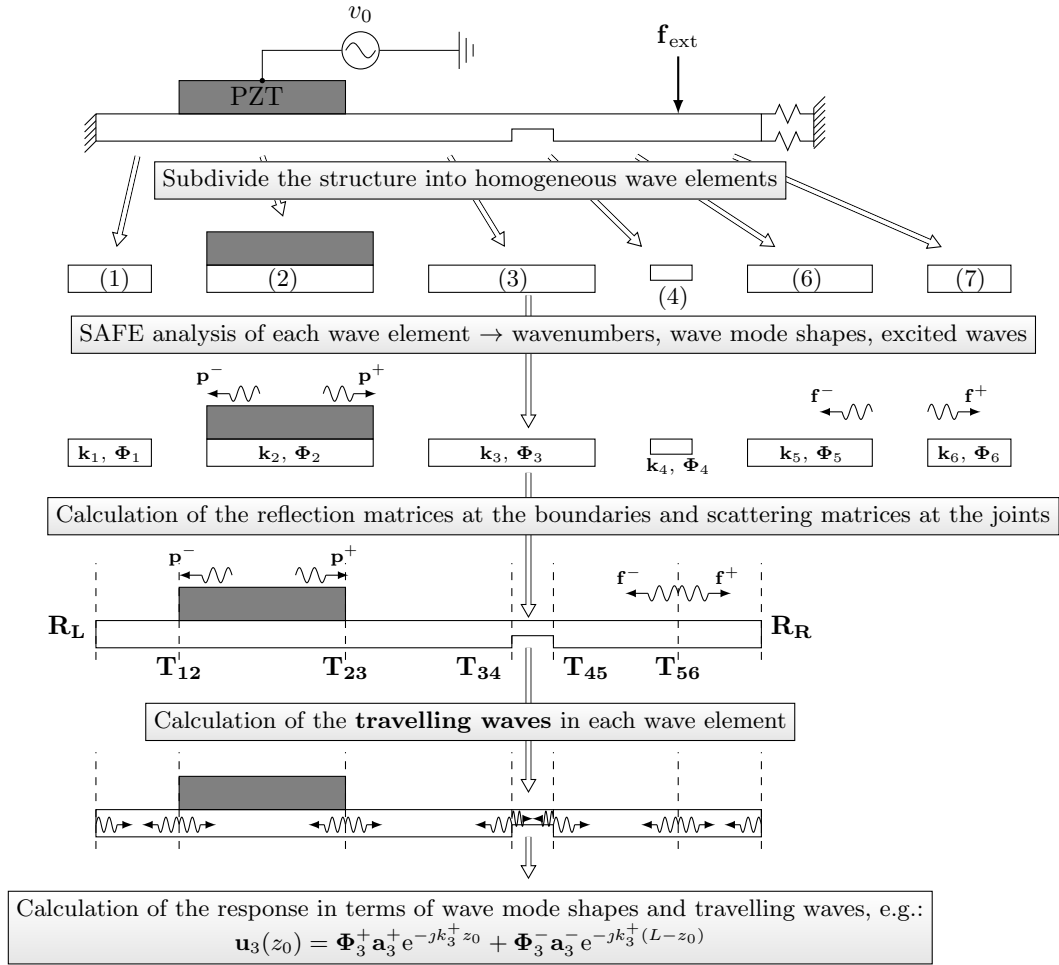 v₀
f_ext
PZT
Subdivide the structure into homogeneous wave elements
(1) (2) (3) (4) (6) (7)
SAFE analysis of each wave element → wavenumbers, wave mode shapes, excited waves
p⁻ p⁺ f⁻ f⁺
k₁, Φ₁ k₂, Φ₂ k₃, Φ₃ k₄, Φ₄ k₅, Φ₅ k₆, Φ₆
Calculation of the reflection matrices at the boundaries and scattering matrices at the joints
p⁻ p⁺ f⁻ f⁺
R_L R_R
T₁₂ T₂₃ T₃₄ T₄₅ T₅₆
Calculation of the travelling waves in each wave element
Calculation of the response in terms of wave mode shapes and travelling waves, e.g.:
u₃(z₀) = Φ₃⁺a₃⁺e^{−ȷk₃⁺z₀} + Φ₃⁻a₃⁻e^{−ȷk₃⁺(L−z₀)}